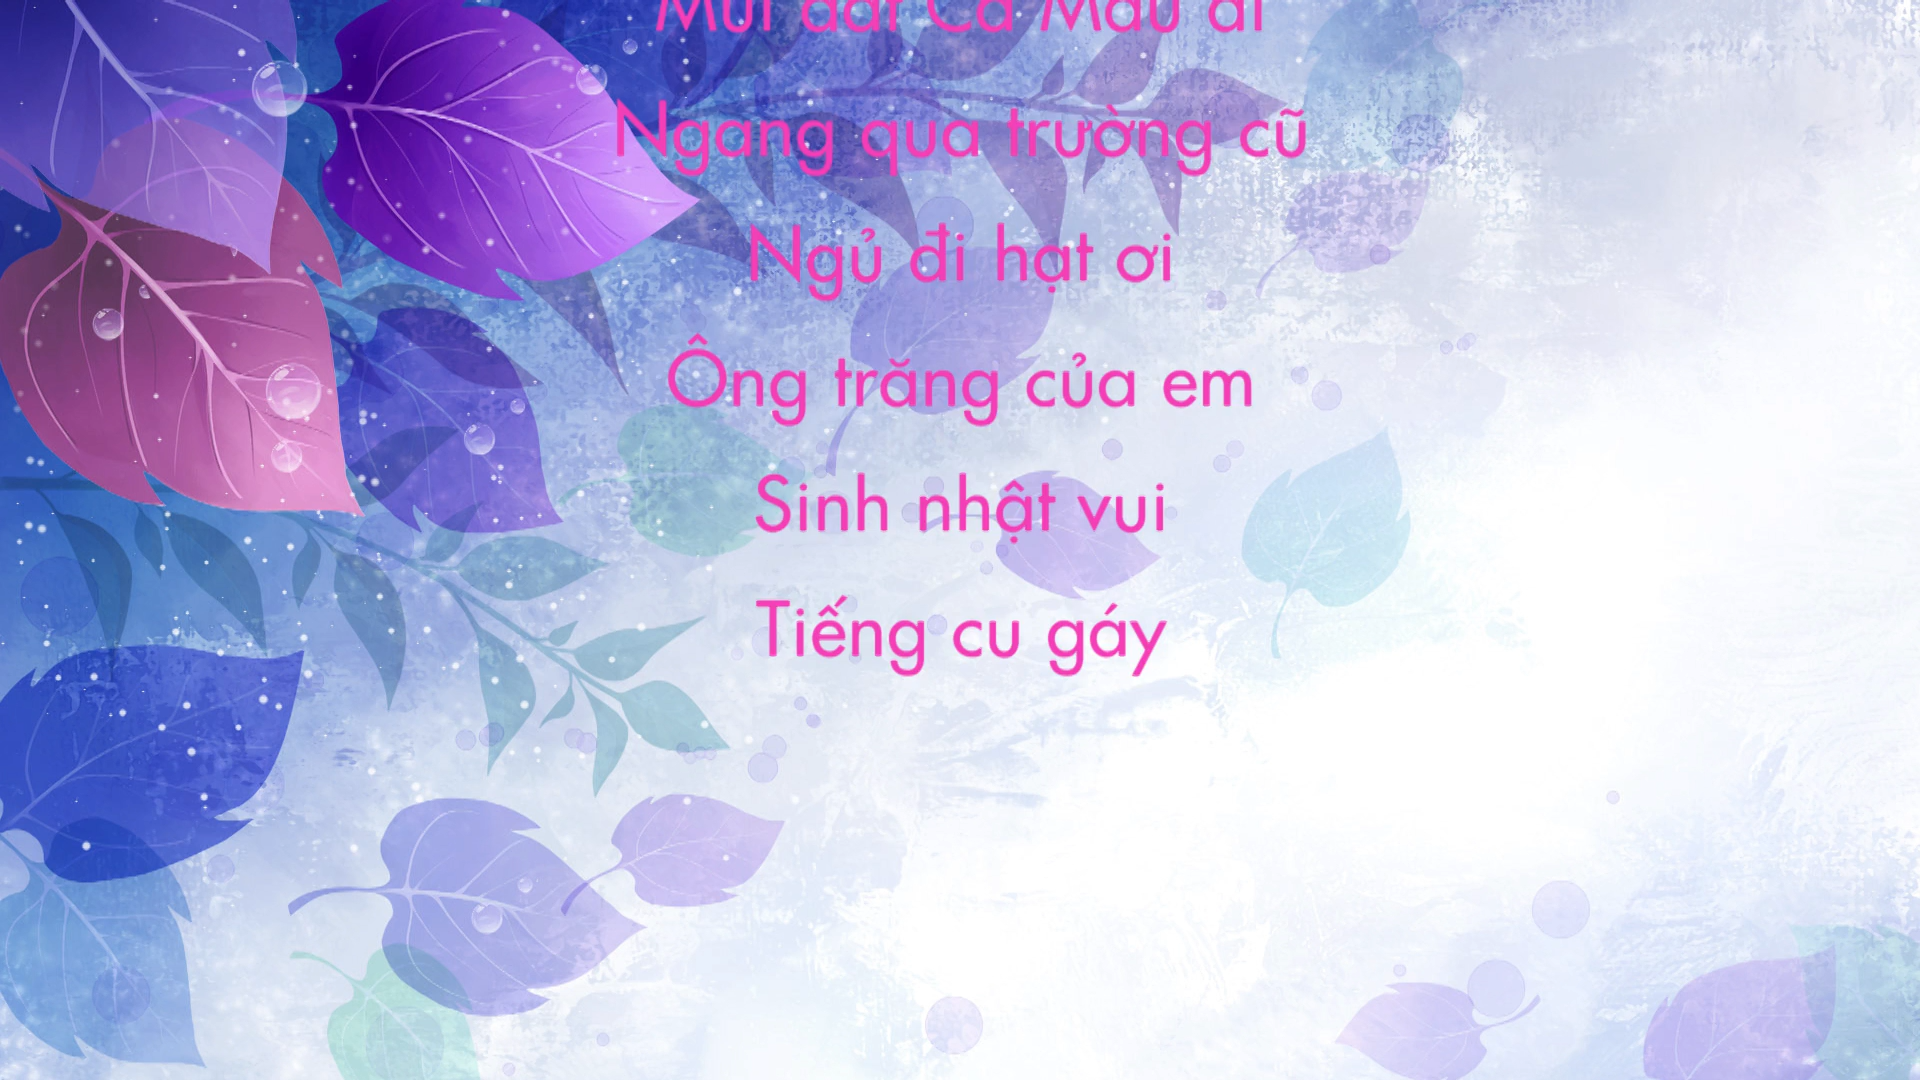 Ngang qua trường cũ
Ngủ đi hạt ơi
Ông trăng của em
Sinh nhật vui
Tiếng cu gáy